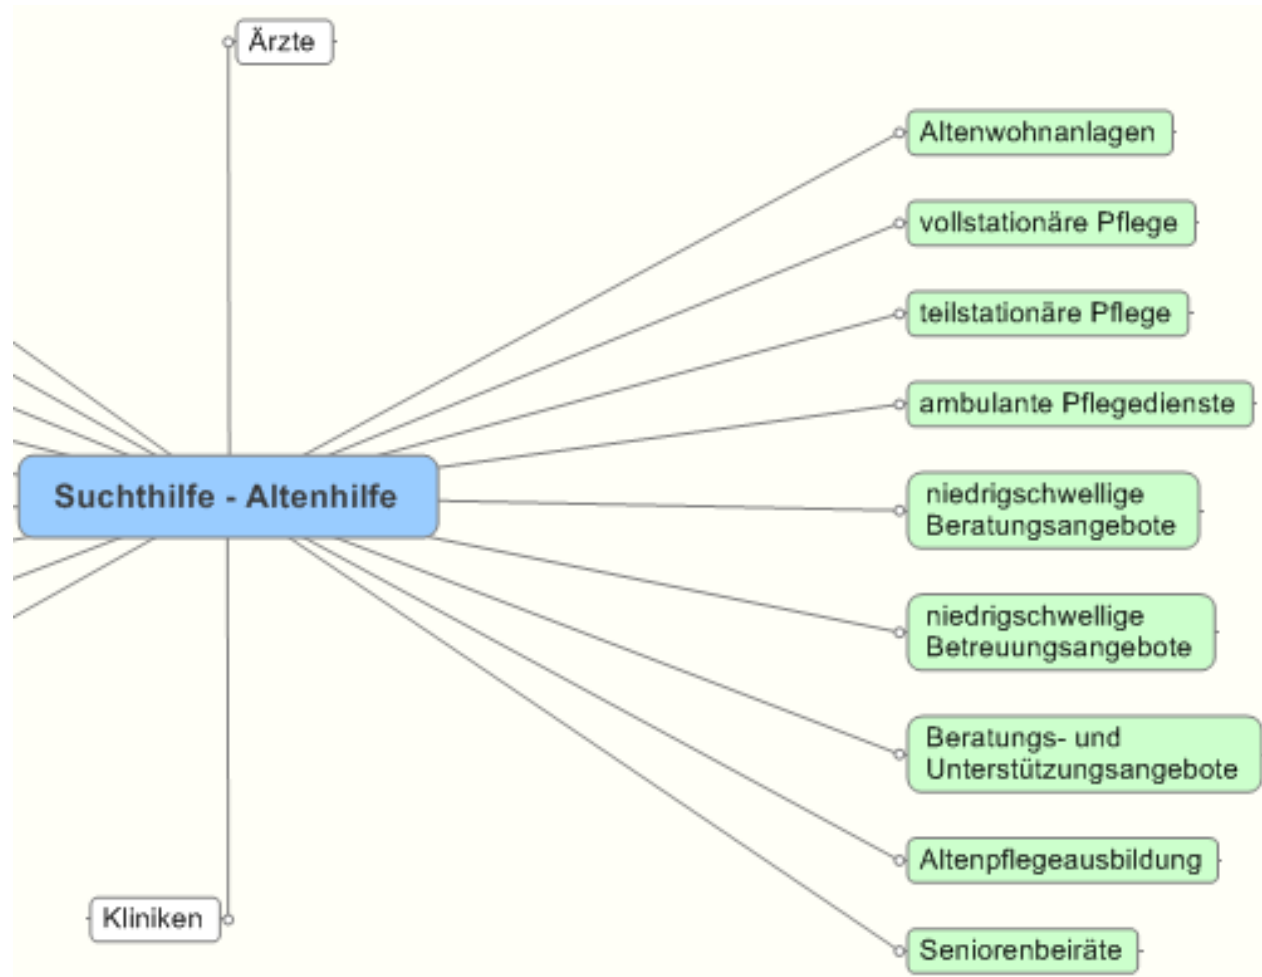 Ärzte
Altenwohnanlagen
vollstationäre Pflege
teilstationäre Pflege
ambulante Pflegedienste
Suchthilfe - Altenhilfe
niedrigschwellige
Beratungsangebote
niedrigschwellige
Betreuungsangebote
Beratungs- und
Unterstützungsangebote
Altenpflegeausbildung
Kliniken
Seniorenbeiräte